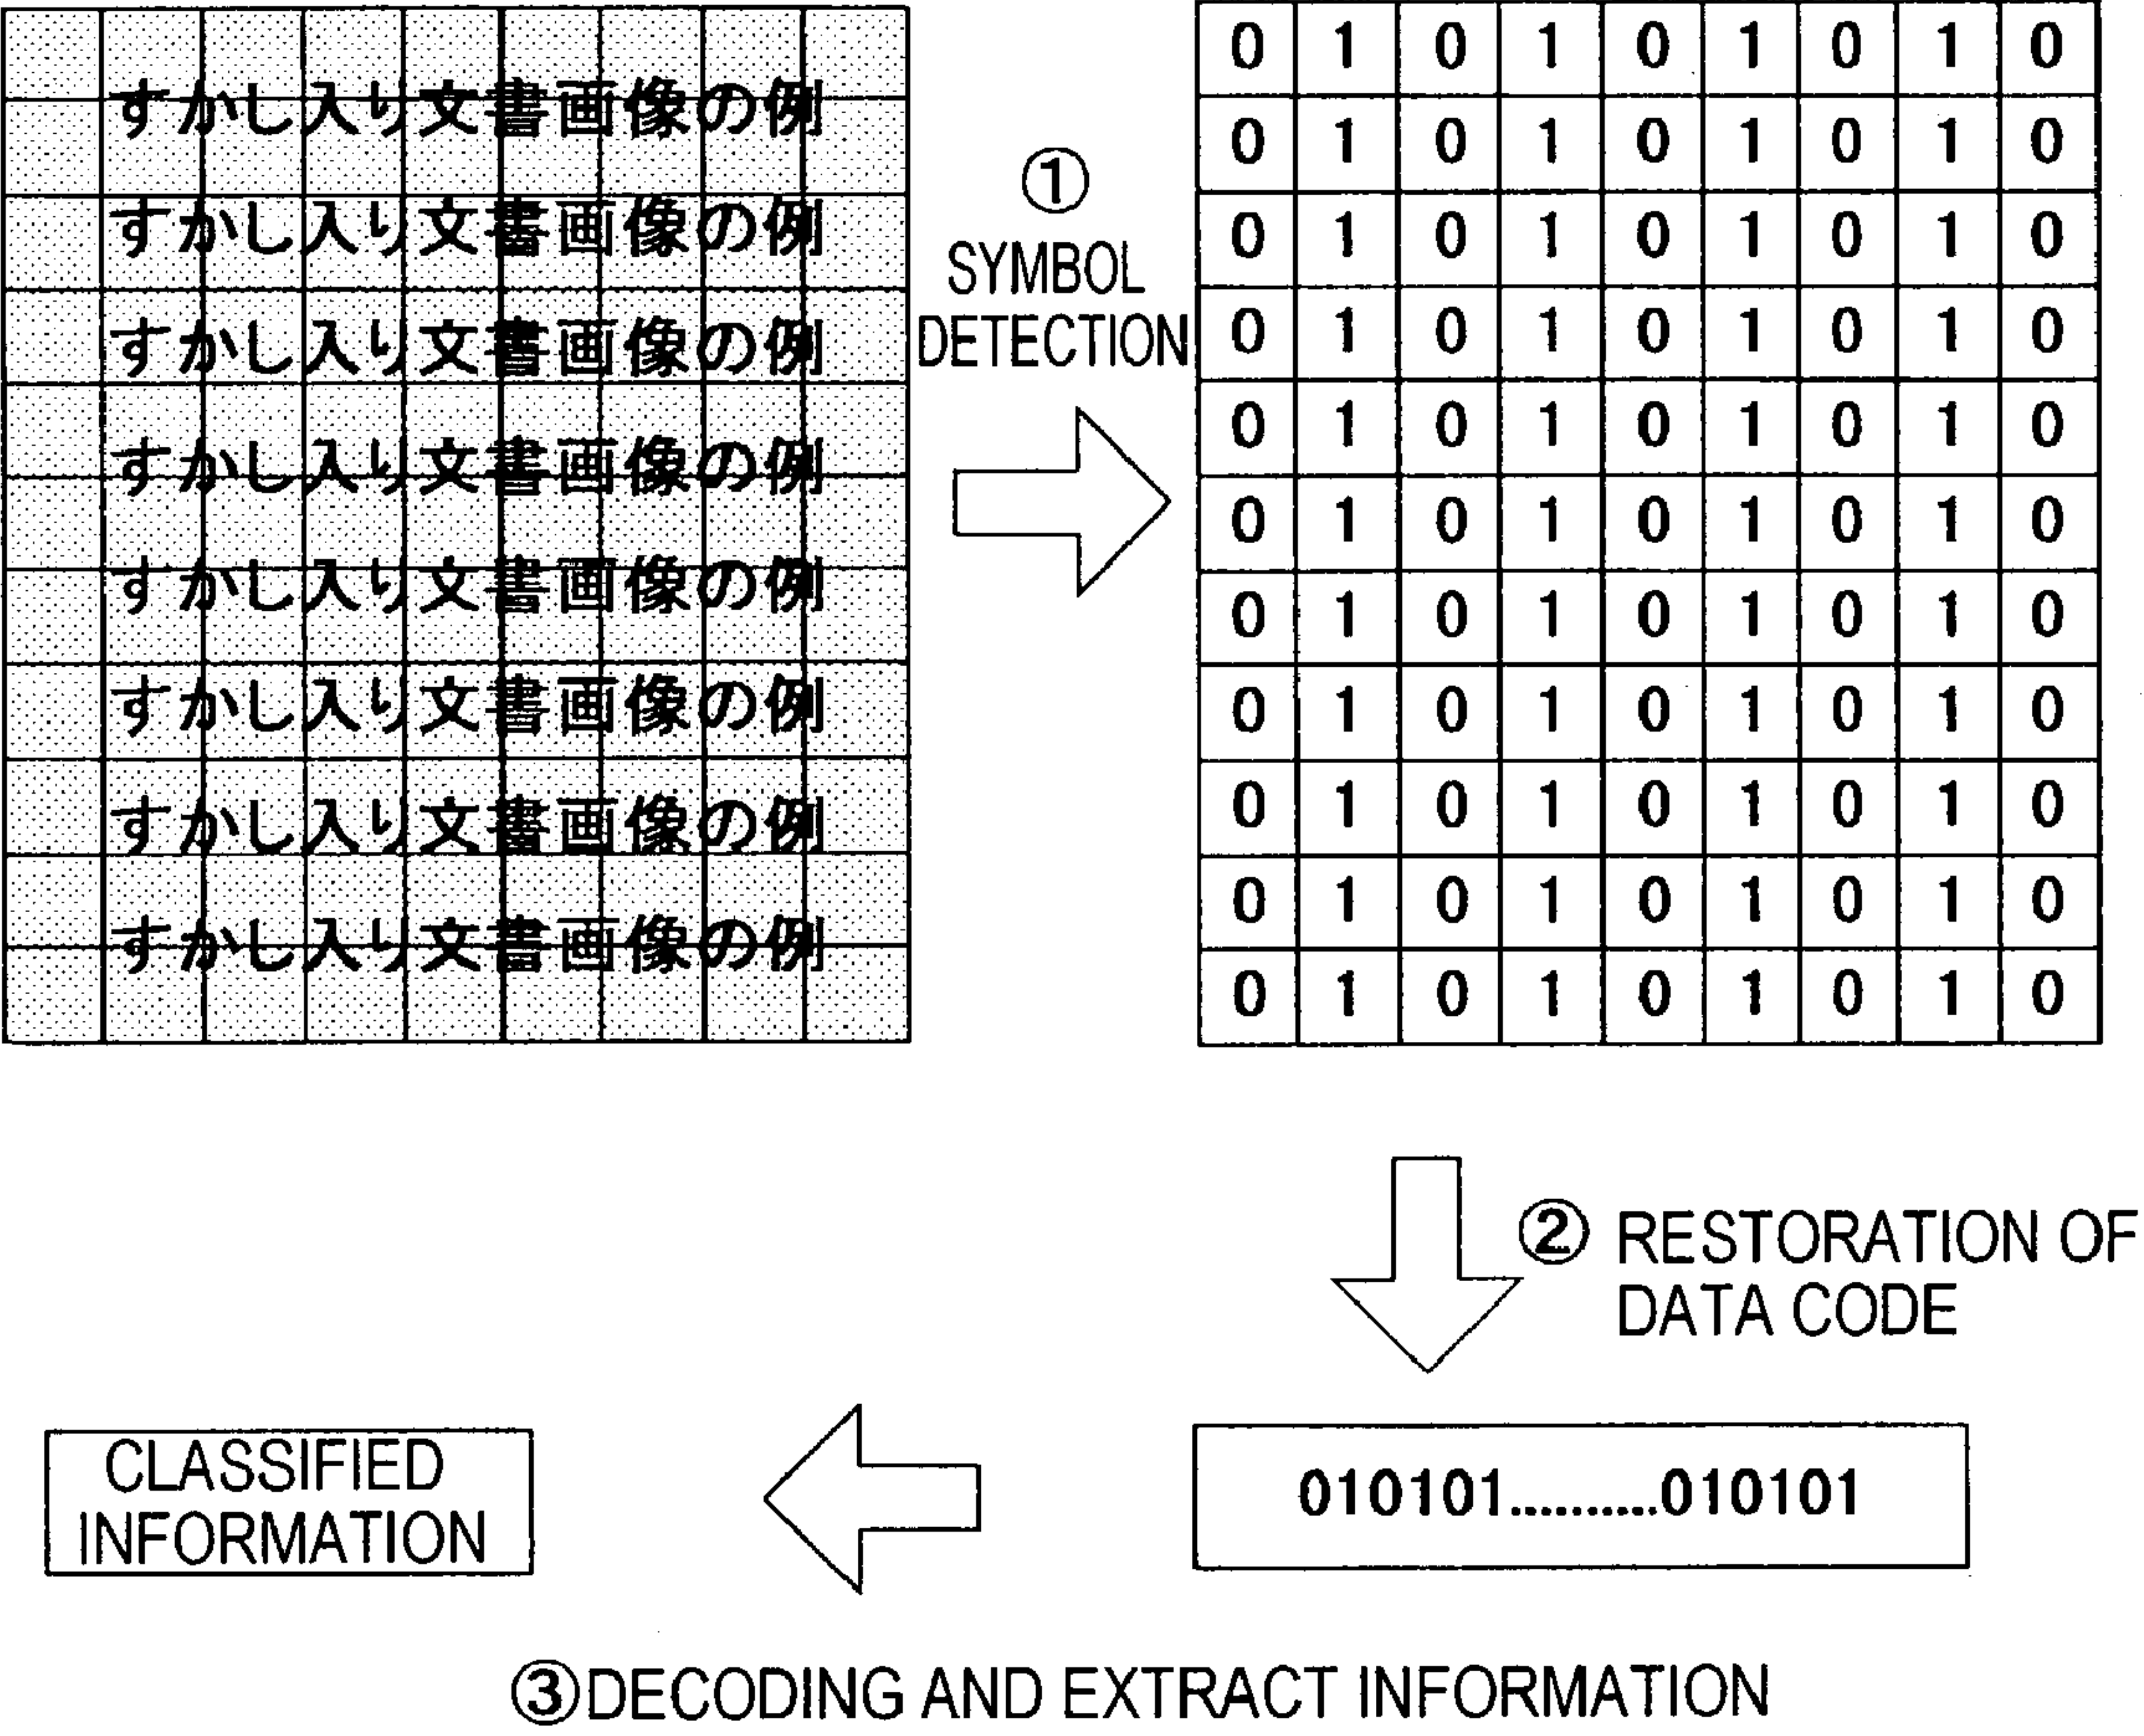 すかし入り文書画像の例
すかし入り文書画像の例
すかし入り文書画像の例
すかし入り文書画像の例
すかし入り文書画像の例
すかし入り文書画像の例
すかし入り文書画像の例
すかし入り文書画像の例
①
SYMBOL
DETECTION
0 1 0 1 0 1 0 1 0
0 1 0 1 0 1 0 1 0
0 1 0 1 0 1 0 1 0
0 1 0 1 0 1 0 1 0
0 1 0 1 0 1 0 1 0
0 1 0 1 0 1 0 1 0
0 1 0 1 0 1 0 1 0
0 1 0 1 0 1 0 1 0
0 1 0 1 0 1 0 1 0
0 1 0 1 0 1 0 1 0
0 1 0 1 0 1 0 1 0
② RESTORATION OF
DATA CODE
010101..........010101
CLASSIFIED
INFORMATION
③DECODING AND EXTRACT INFORMATION